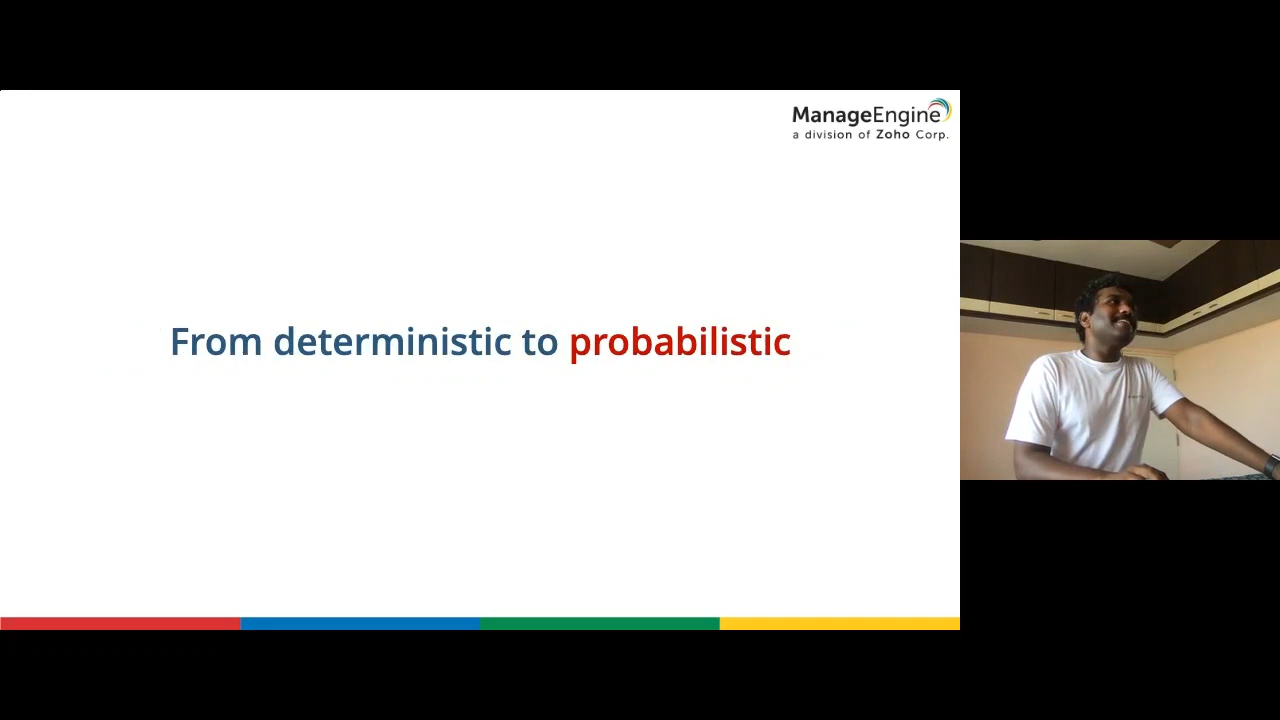 ManageEngine
a division of Zoho Corp.
From deterministic to probabilistic